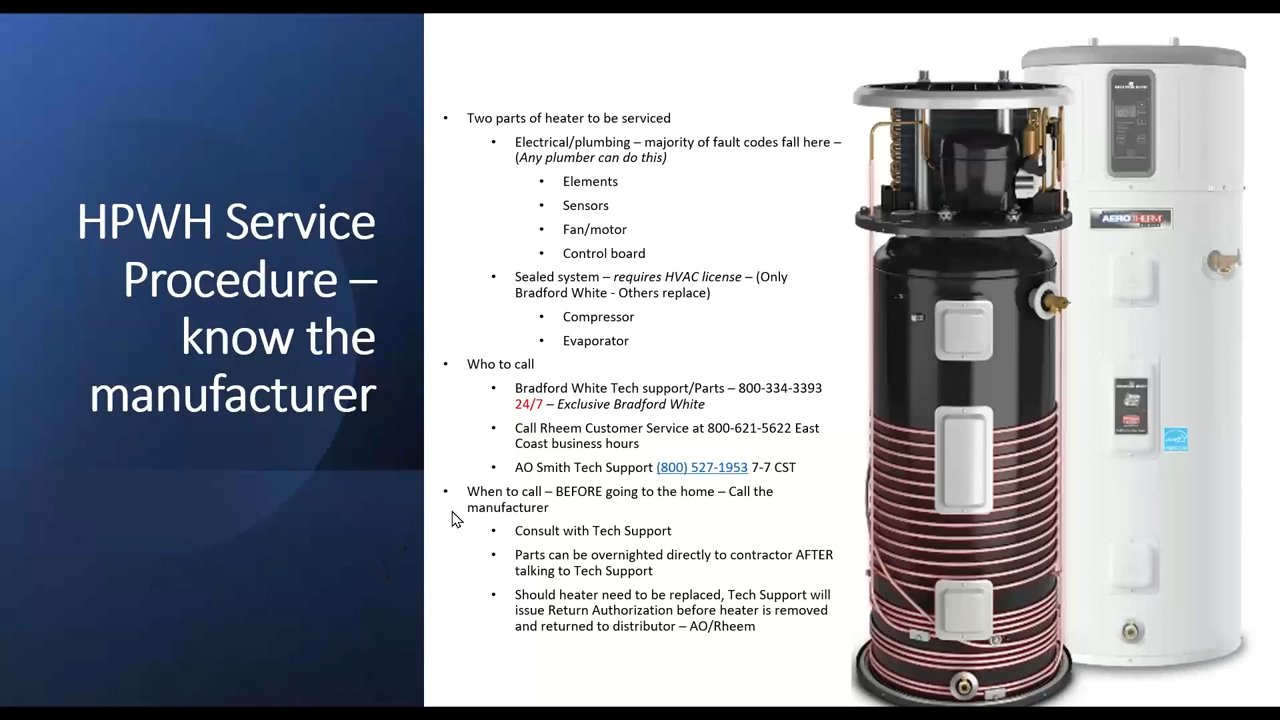 HPWH Service
Procedure –
know the
manufacturer
• Two parts of heater to be serviced
• Electrical/plumbing – majority of fault codes fall here –
(Any plumber can do this)
• Elements
• Sensors
• Fan/motor
• Control board
• Sealed system – requires HVAC license – (Only
Bradford White - Others replace)
• Compressor
• Evaporator
• Who to call
• Bradford White Tech support/Parts – 800-334-3393
24/7 – Exclusive Bradford White
• Call Rheem Customer Service at 800-621-5622 East
Coast business hours
• AO Smith Tech Support (800) 527-1953 7-7 CST
• When to call – BEFORE going to the home – Call the
manufacturer
• Consult with Tech Support
• Parts can be overnighted directly to contractor AFTER
talking to Tech Support
• Should heater need to be replaced, Tech Support will
issue Return Authorization before heater is removed
and returned to distributor – AO/Rheem
AEROTHERM